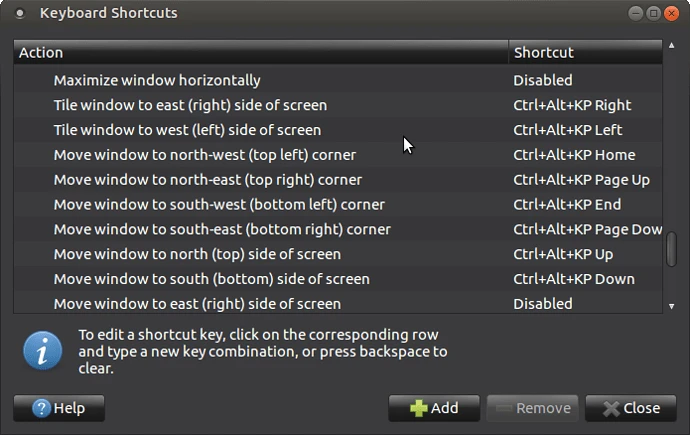 Keyboard Shortcuts
Action Shortcut
Maximize window horizontally Disabled
Tile window to east (right) side of screen Ctrl+Alt+KP Right
Tile window to west (left) side of screen Ctrl+Alt+KP Left
Move window to north-west (top left) corner Ctrl+Alt+KP Home
Move window to north-east (top right) corner Ctrl+Alt+KP Page Up
Move window to south-west (bottom left) corner Ctrl+Alt+KP End
Move window to south-east (bottom right) corner Ctrl+Alt+KP Page Dow
Move window to north (top) side of screen Ctrl+Alt+KP Up
Move window to south (bottom) side of screen Ctrl+Alt+KP Down
Move window to east (right) side of screen Disabled
To edit a shortcut key, click on the corresponding row
and type a new key combination, or press backspace to
clear.
Help Add Remove Close